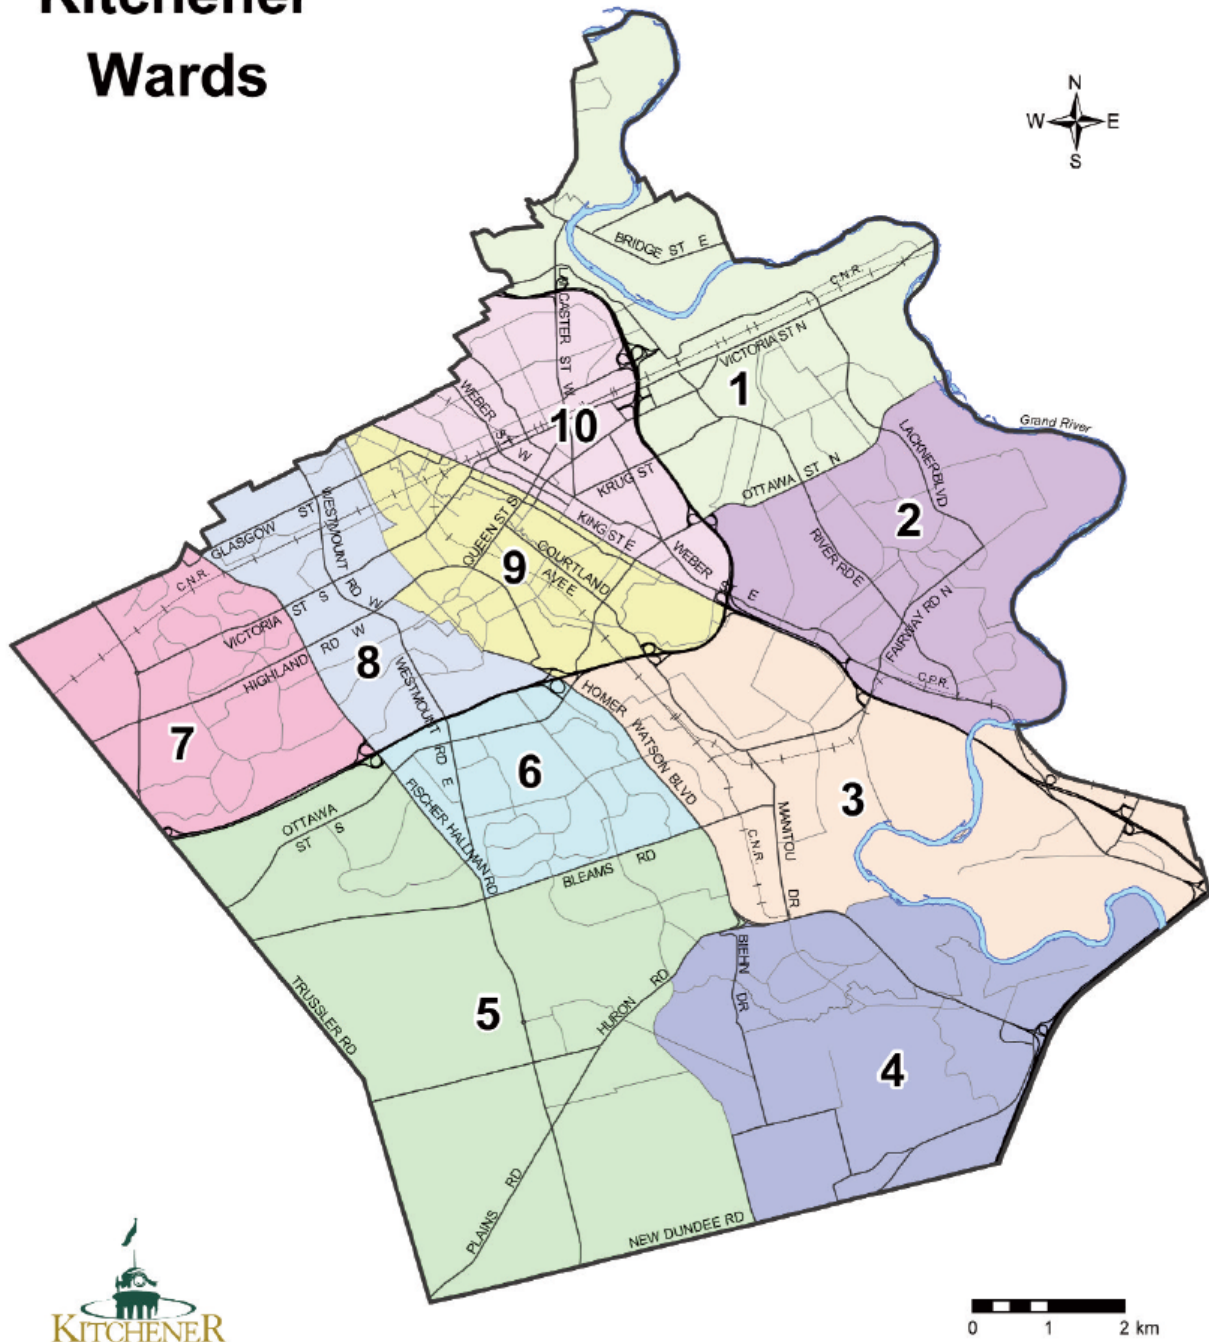 Kitchener
Wards
N
W E
S
BRIDGE ST E
C.N.R.
LANCASTER ST W
VICTORIA ST N
1
WEBER ST W
10
Grand River
LACKNER BLVD
KRUG ST
OTTAWA ST N
2
WESTMOUNT RD W
GLASGOW ST
QUEEN ST S
KING ST E
COURTLAND AVE E
9
WEBER ST E
RIVER RD E
FAIRWAY RD N
C.N.R.
VICTORIA ST S
HIGHLAND RD W
8
WESTMOUNT RD E
C.P.R.
HOMER WATSON BLVD
7
6
3
FISCHER HALLMAN RD
OTTAWA ST S
MANITOU DR
C.N.R.
BLEAMS RD
BIEHN DR
TRUSSLER RD
5
HURON RD
4
PLAINS RD
NEW DUNDEE RD
KITCHENER
0 1 2 km